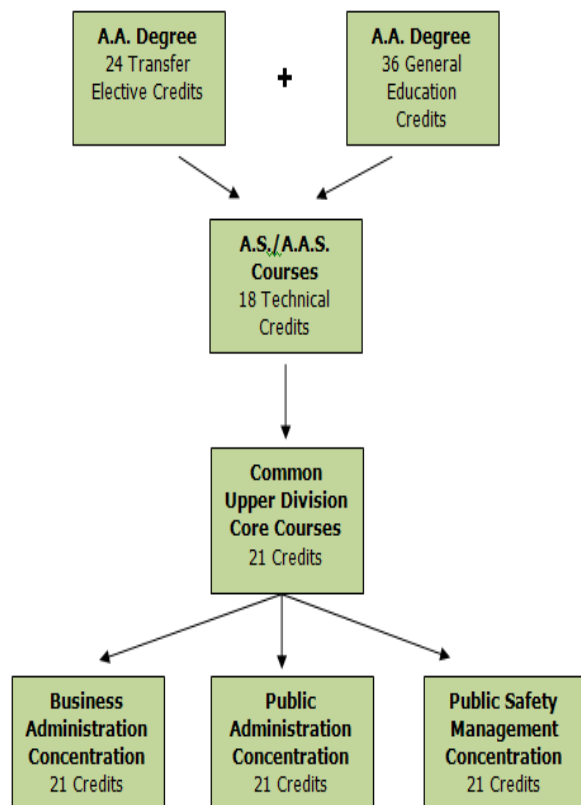 A.A. Degree
24 Transfer
Elective Credits
+
A.A. Degree
36 General
Education
Credits
A.S./A.A.S.
Courses
18 Technical
Credits
Common
Upper Division
Core Courses
21 Credits
Business
Administration
Concentration
21 Credits
Public
Administration
Concentration
21 Credits
Public Safety
Management
Concentration
21 Credits